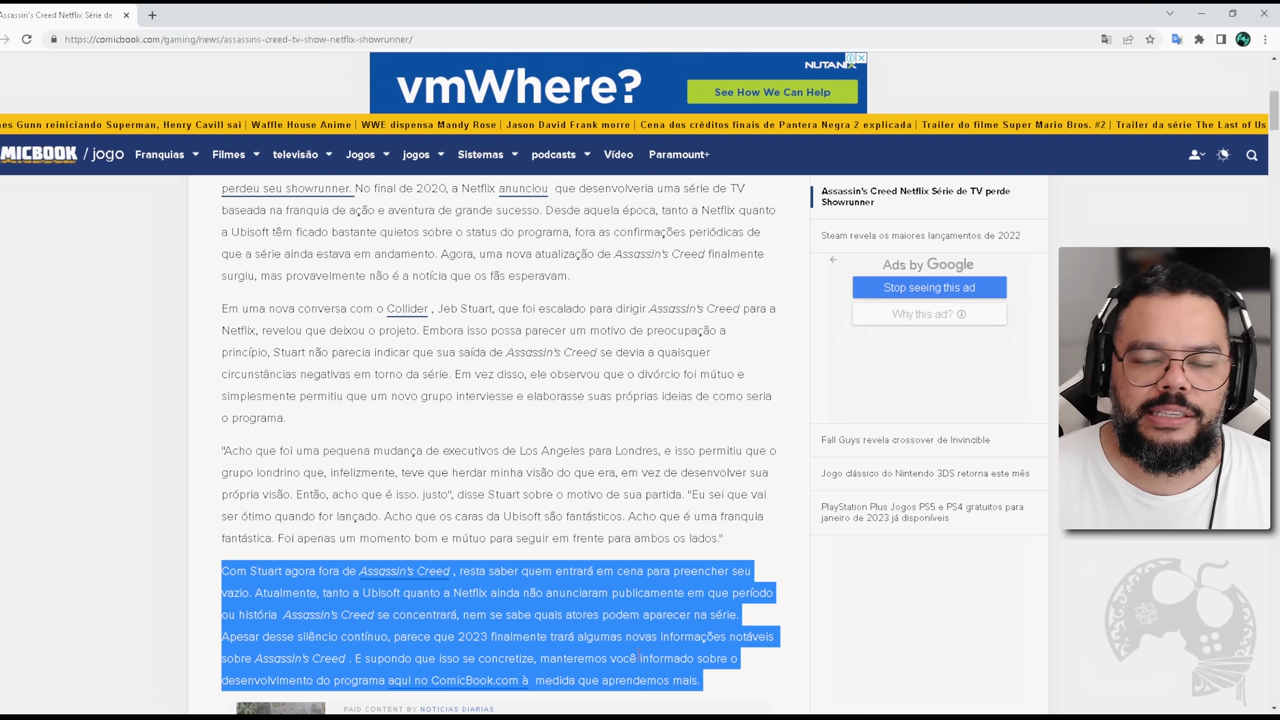 Assassin's Creed Netflix Série de
https://comicbook.com/gaming/news/assassins-creed-tv-show-netflix-showrunner/
vmWhere?
NUTANIX
See How We Can Help
James Gunn reiniciando Superman, Henry Cavill sai | Waffle House Anime | WWE dispensa Mandy Rose | Jason David Frank morre | Cena dos créditos finais de Pantera Negra 2 explicada | Trailer do filme Super Mario Bros. #2 | Trailer da série The Last of Us
MICBOOK / jogo Franquias Filmes televisão Jogos jogos Sistemas podcasts Vídeo Paramount+
perdeu seu showrunner. No final de 2020, a Netflix anunciou que desenvolveria uma série de TV
baseada na franquia de ação e aventura de grande sucesso. Desde aquela época, tanto a Netflix quanto
a Ubisoft têm ficado bastante quietos sobre o status do programa, fora as confirmações periódicas de
que a série ainda estava em andamento. Agora, uma nova atualização de Assassin's Creed finalmente
surgiu, mas provavelmente não é a notícia que os fãs esperavam.
Em uma nova conversa com o Collider , Jeb Stuart, que foi escalado para dirigir Assassin's Creed para a
Netflix, revelou que deixou o projeto. Embora isso possa parecer um motivo de preocupação a
princípio, Stuart não parecia indicar que sua saída de Assassin's Creed se devia a quaisquer
circunstâncias negativas em torno da série. Em vez disso, ele observou que o divórcio foi mútuo e
simplesmente permitiu que um novo grupo interviesse e elaborasse suas próprias ideias de como seria
o programa.
"Acho que foi uma pequena mudança de executivos de Los Angeles para Londres, e isso permitiu que o
grupo londrino que, infelizmente, teve que herdar minha visão do que era, em vez de desenvolver sua
própria visão. Então, acho que é isso. justo", disse Stuart sobre o motivo de sua partida. "Eu sei que vai
ser ótimo quando for lançado. Acho que os caras da Ubisoft são fantásticos. Acho que é uma franquia
fantástica. Foi apenas um momento bom e mútuo para seguir em frente para ambos os lados."
Com Stuart agora fora de Assassin's Creed , resta saber quem entrará em cena para preencher seu
vazio. Atualmente, tanto a Ubisoft quanto a Netflix ainda não anunciaram publicamente em que período
ou história Assassin's Creed se concentrará, nem se sabe quais atores podem aparecer na série.
Apesar desse silêncio contínuo, parece que 2023 finalmente trará algumas novas informações notáveis
sobre Assassin's Creed . E supondo que isso se concretize, manteremos você informado sobre o
desenvolvimento do programa aqui no ComicBook.com à medida que aprendemos mais.
PAID CONTENT BY NOTICIAS DIARIAS
Assassin's Creed Netflix Série de TV perde
Showrunner
Steam revela os maiores lançamentos de 2022
Ads by Google
Stop seeing this ad
Why this ad?
Fall Guys revela crossover de Invincible
Jogo clássico do Nintendo 3DS retorna este mês
PlayStation Plus Jogos PS5 e PS4 gratuitos para
janeiro de 2023 já disponíveis